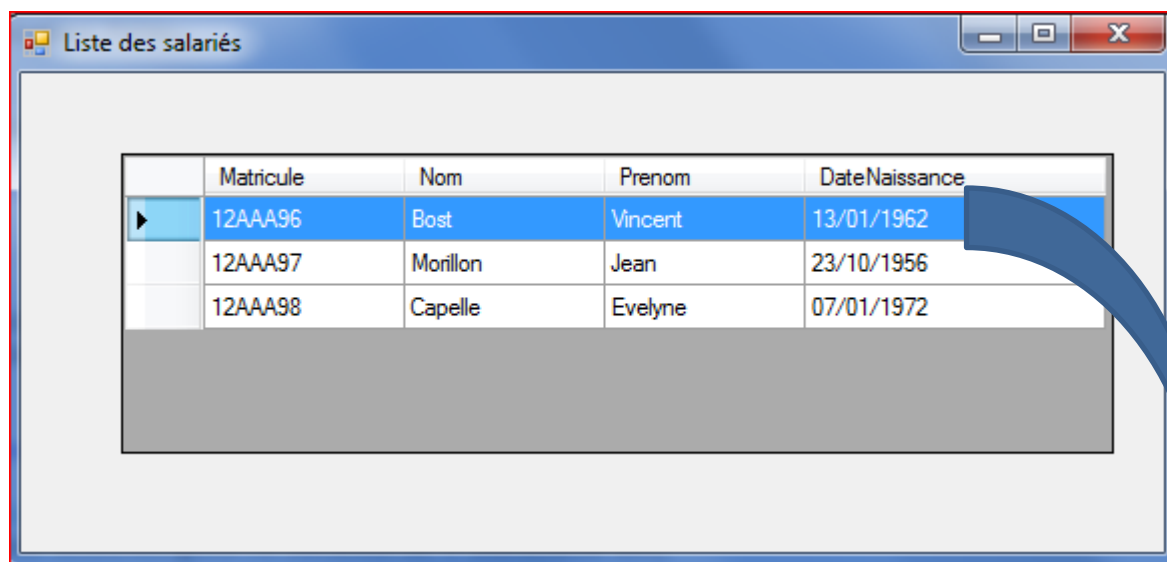 Liste des salariés
Matricule Nom Prenom DateNaissance
12AAA96 Bost Vincent 13/01/1962
12AAA97 Morillon Jean 23/10/1956
12AAA98 Capelle Evelyne 07/01/1972